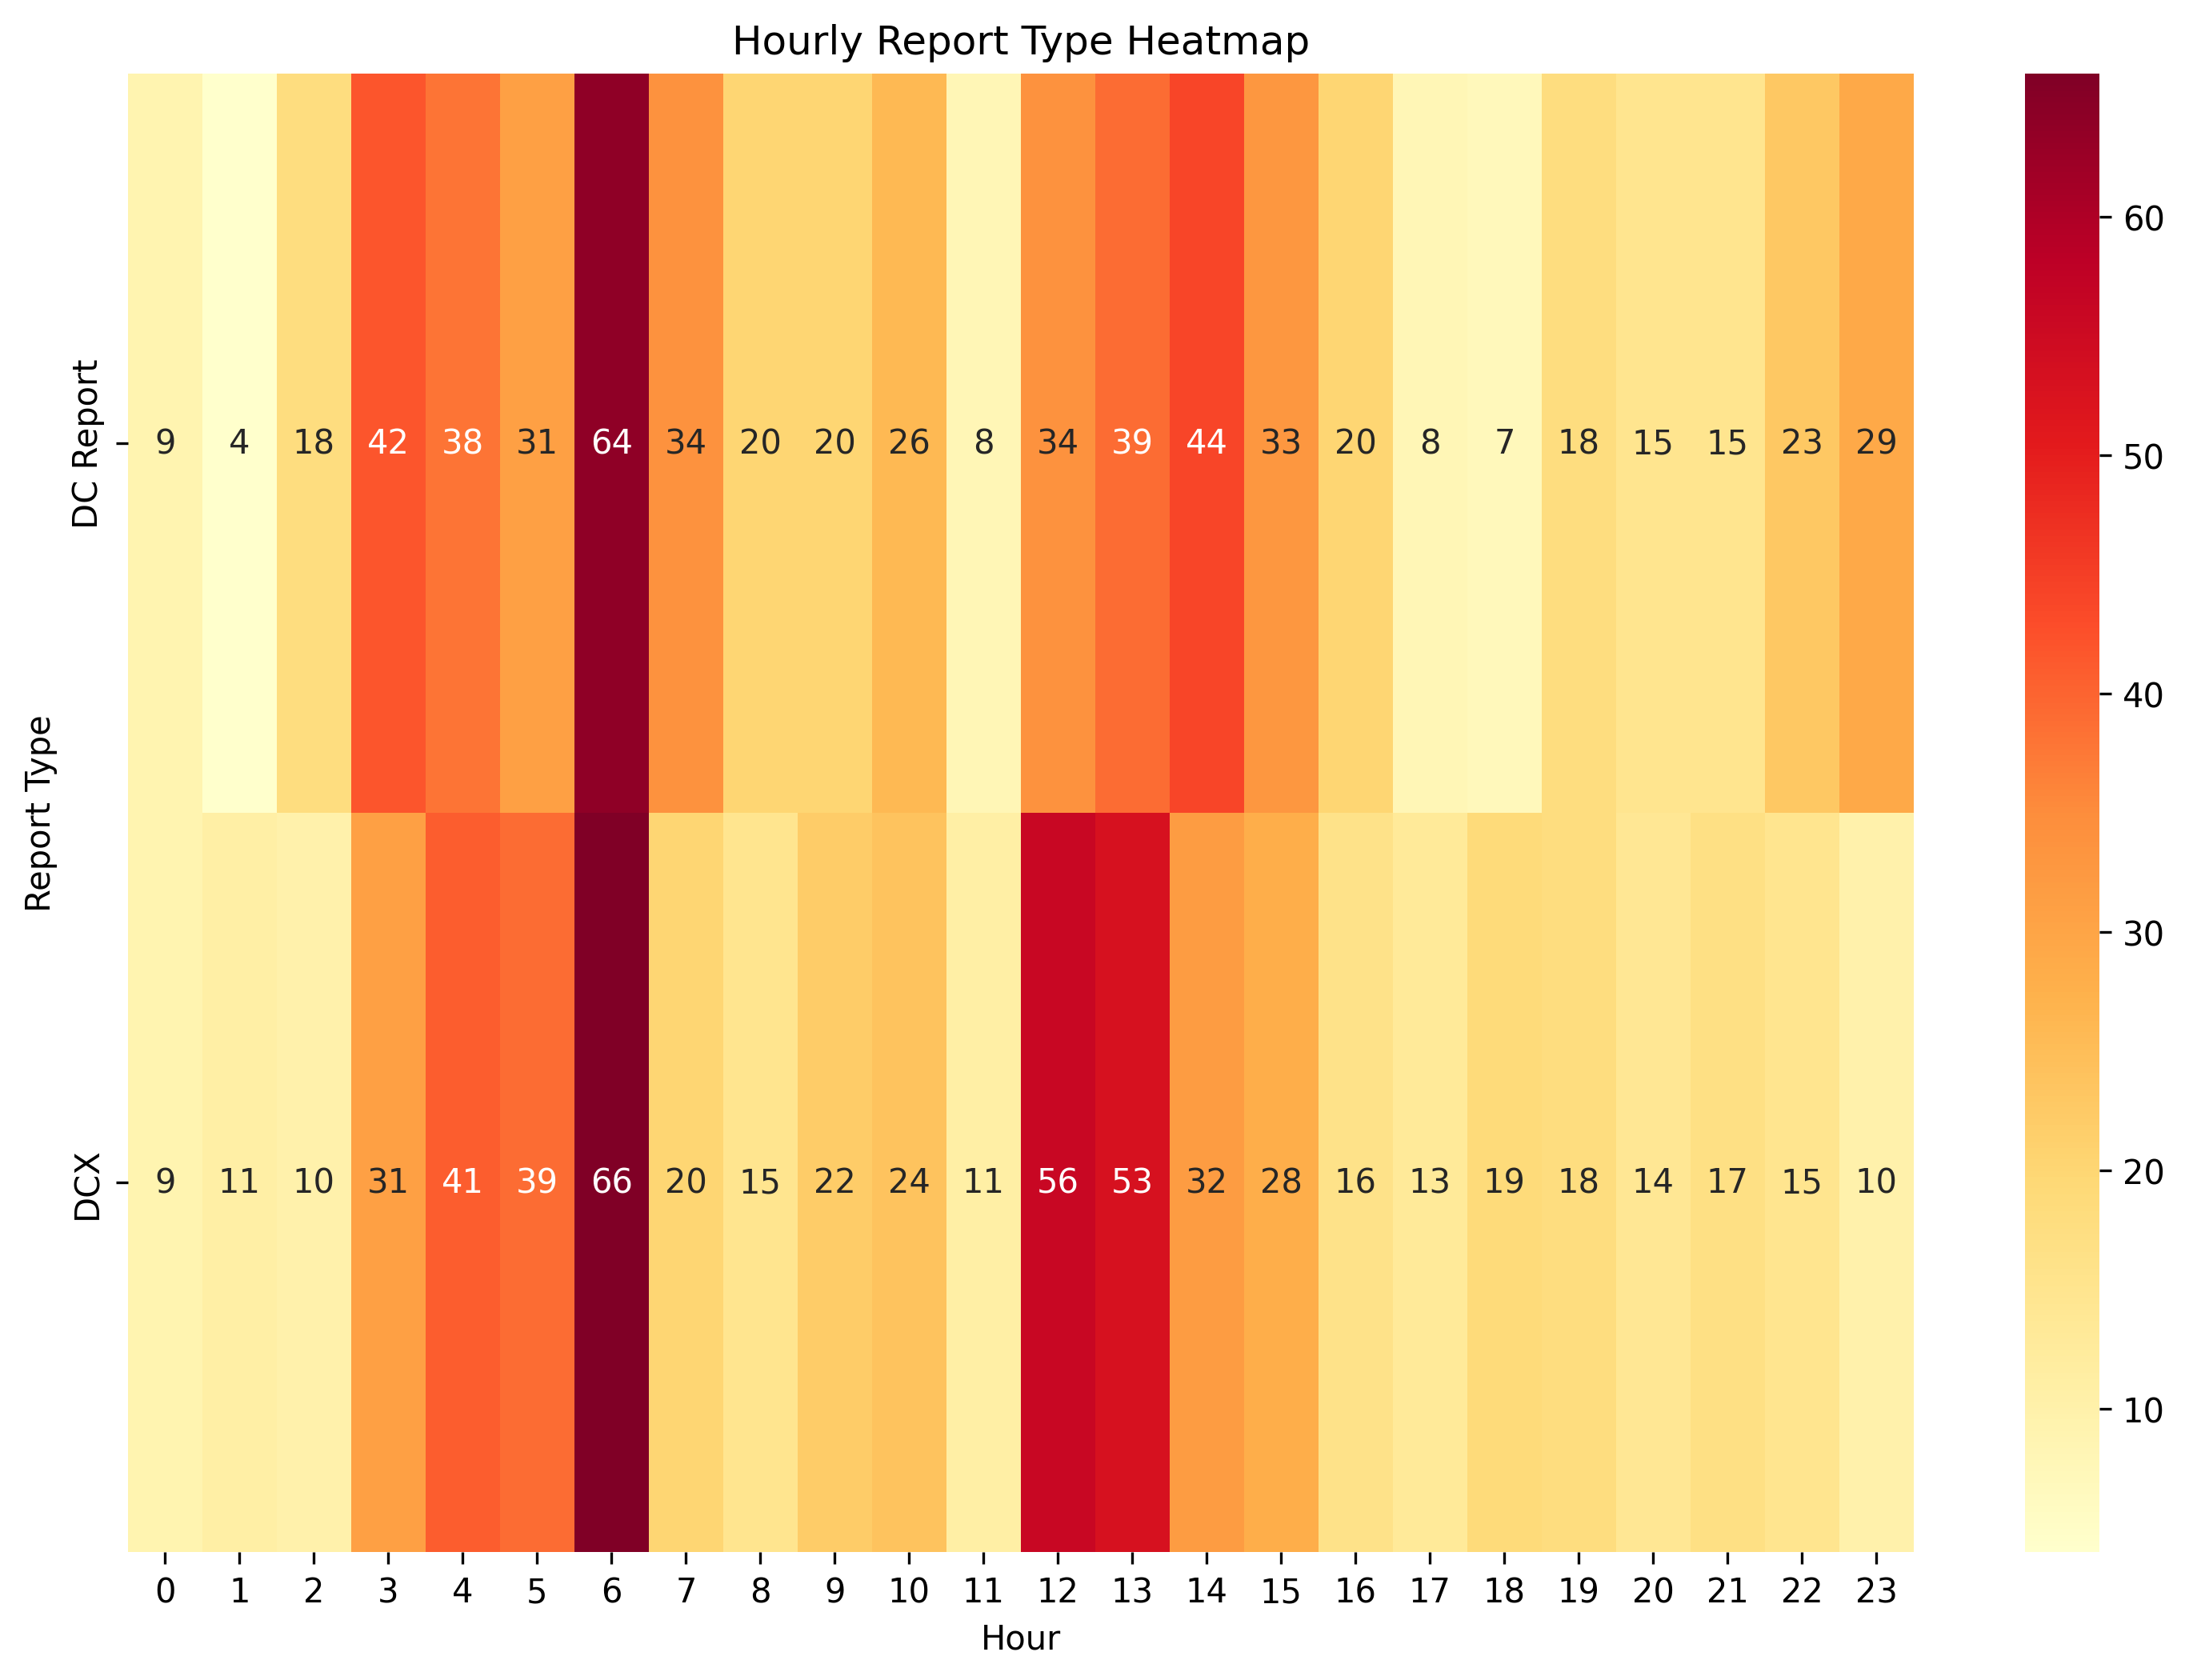 Hourly Report Type Heatmap
Report Type
DC Report
9 4 18 42 38 31 64 34 20 20 26 8 34 39 44 33 20 8 7 18 15 15 23 29
DCX
9 11 10 31 41 39 66 20 15 22 24 11 56 53 32 28 16 13 19 18 14 17 15 10
0 1 2 3 4 5 6 7 8 9 10 11 12 13 14 15 16 17 18 19 20 21 22 23
Hour
60
50
40
30
20
10